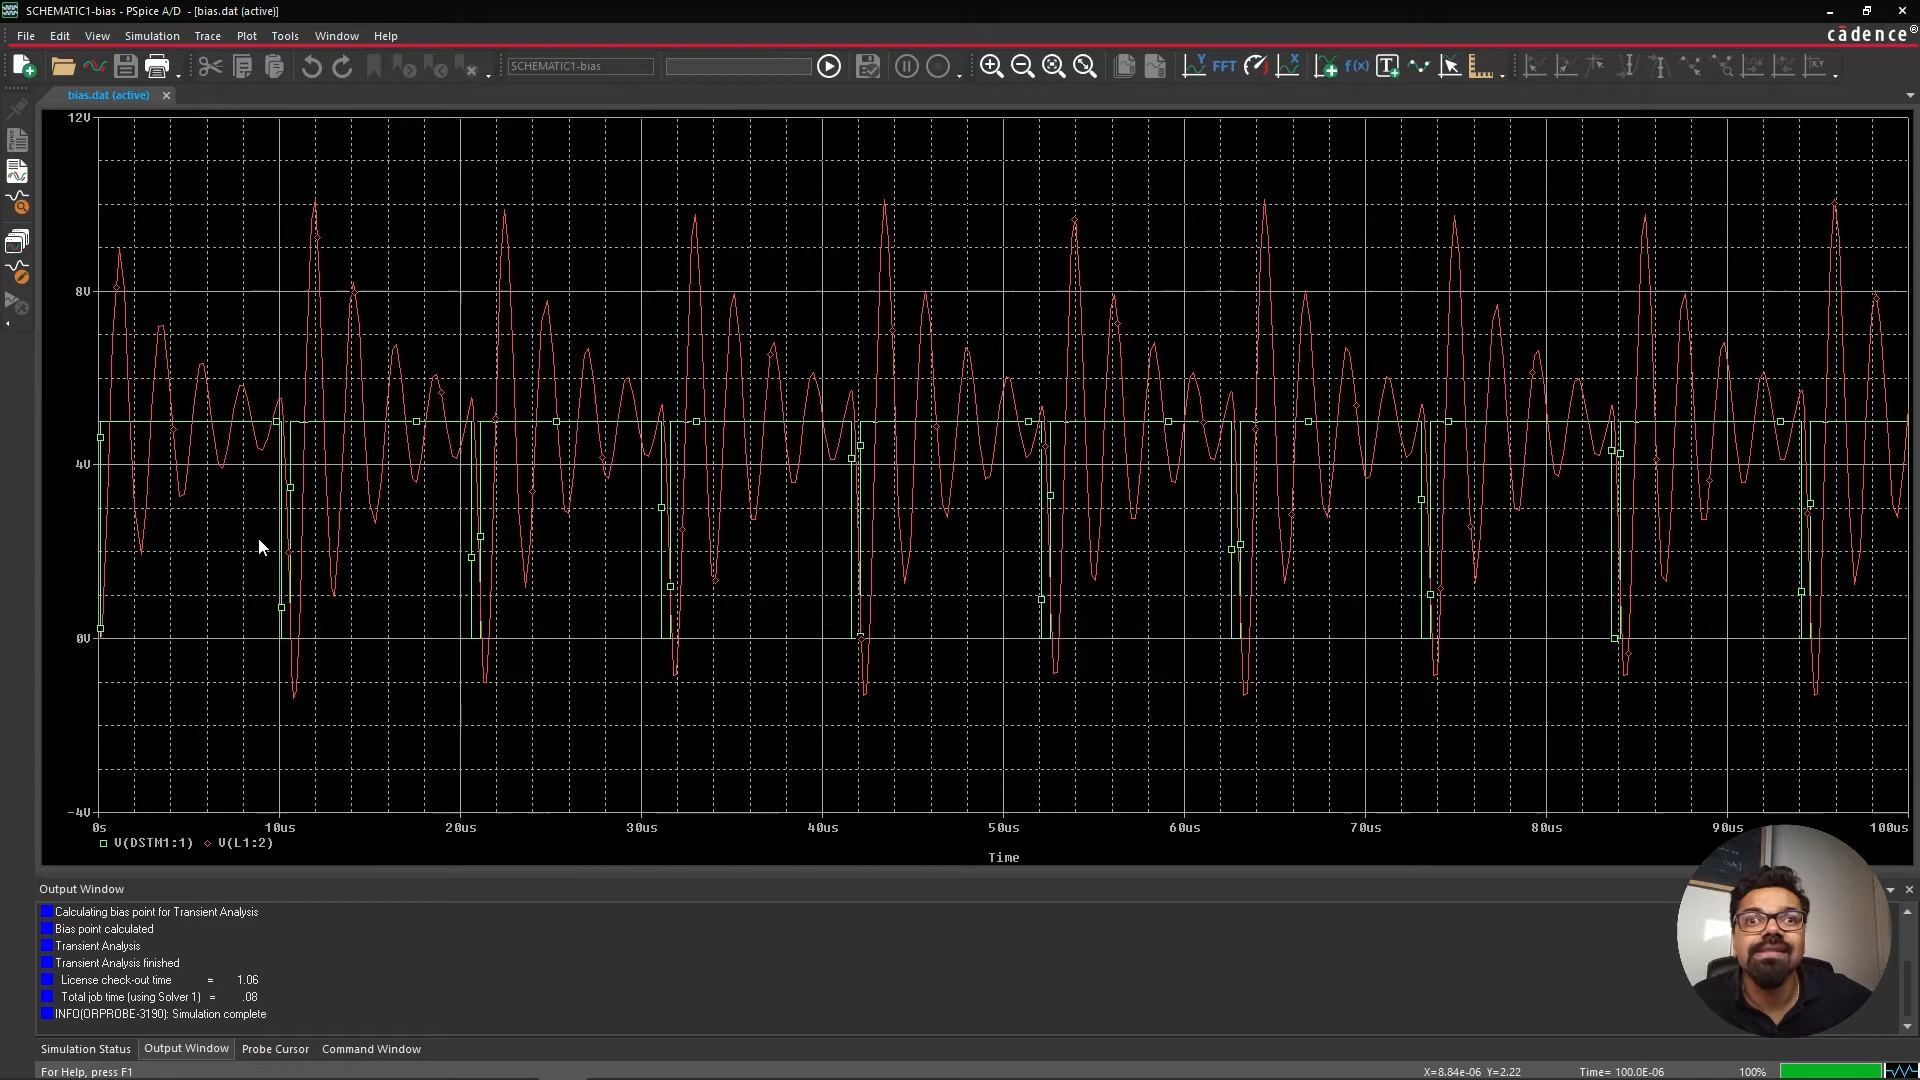 SCHEMATIC1-bias - PSpice A/D - [bias.dat (active)]
File Edit View Simulation Trace Plot Tools Window Help
cādence®
SCHEMATIC1-bias
FFT
f(x)
bias.dat (active)
12V
8V
4V
0V
-4V
0s 10us 20us 30us 40us 50us 60us 70us 80us 90us 100us
V(DSTM1:1) V(L1:2)
Time
Output Window
Calculating bias point for Transient Analysis
Bias point calculated
Transient Analysis
Transient Analysis finished
License check-out time = 1.06
Total job time (using Solver 1) = .08
INFO(ORPROBE-3190): Simulation complete
Simulation Status Output Window Probe Cursor Command Window
For Help, press F1 X=8.84e-06 Y=2.22 Time= 100.0E-06 100%